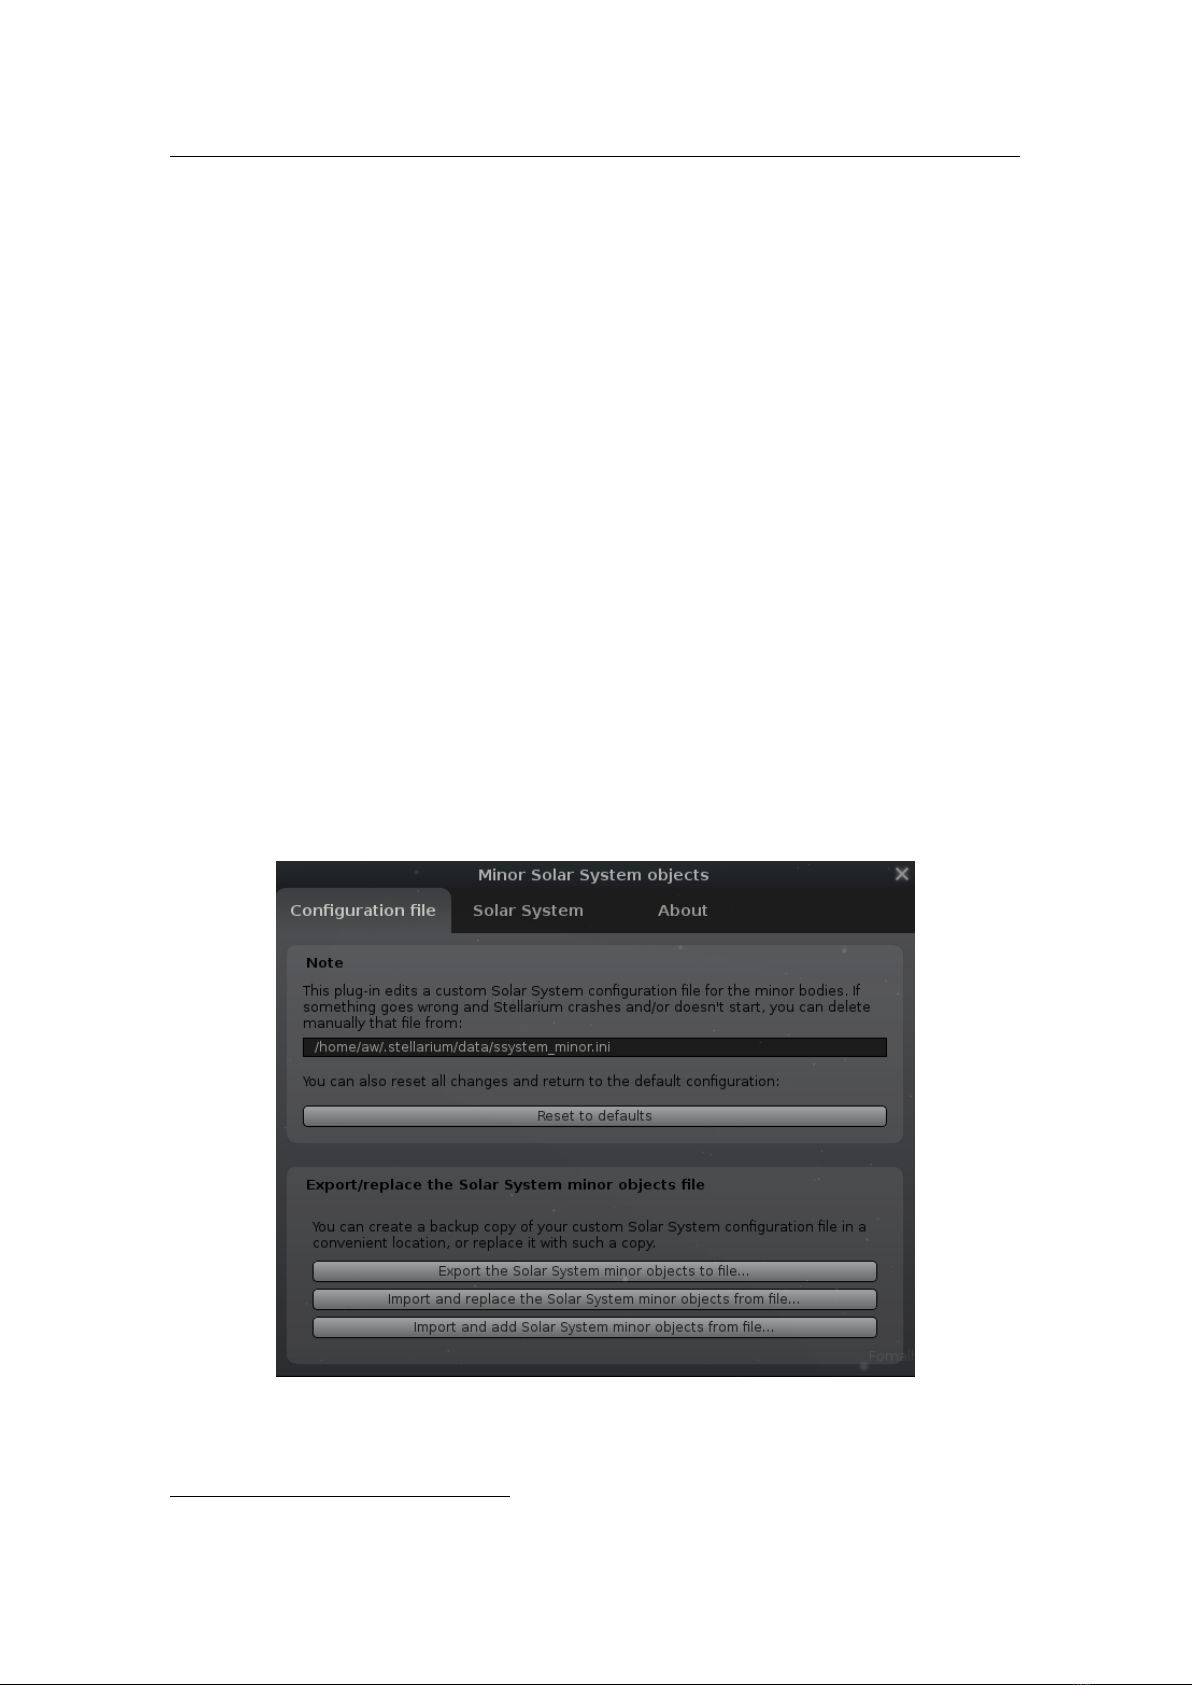 Minor Solar System objects
Configuration file
Solar System
About
Note
This plug-in edits a custom Solar System configuration file for the minor bodies. If
something goes wrong and Stellarium crashes and/or doesn't start, you can delete
manually that file from:
/home/aw/.stellarium/data/ssystem_minor.ini
You can also reset all changes and return to the default configuration:
Reset to defaults
Export/replace the Solar System minor objects file
You can create a backup copy of your custom Solar System configuration file in a
convenient location, or replace it with such a copy.
Export the Solar System minor objects to file...
Import and replace the Solar System minor objects from file...
Import and add Solar System minor objects from file...